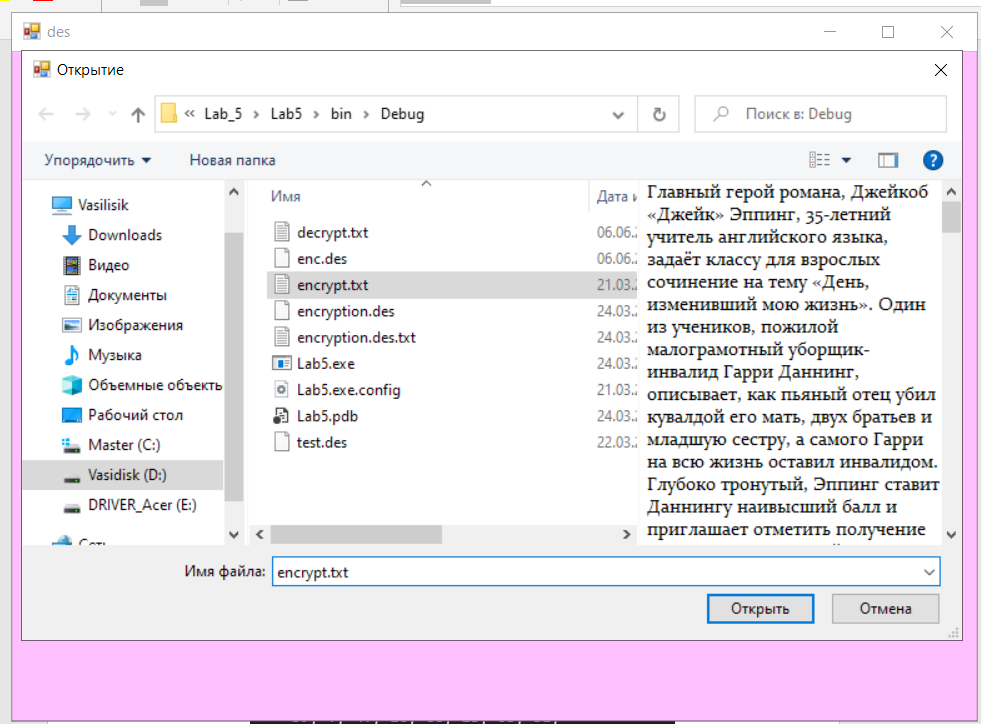 des
Открытие
« Lab_5 > Lab5 > bin > Debug
Поиск в: Debug
Упорядочить
Новая папка
Vasilisik
Downloads
Видео
Документы
Изображения
Музыка
Объемные объекть
Рабочий стол
Master (C:)
Vasidisk (D:)
DRIVER_Acer (E:)
Сеть
Имя
Дата и
decrypt.txt
06.06.2
enc.des
06.06.2
encrypt.txt
21.03.2
encryption.des
24.03.2
encryption.des.txt
24.03.2
Lab5.exe
24.03.2
Lab5.exe.config
21.03.2
Lab5.pdb
24.03.2
test.des
22.03.2
Главный герой романа, Джейкоб
«Джейк» Эппинг, 35-летний
учитель английского языка,
задаёт классу для взрослых
сочинение на тему «День,
изменивший мою жизнь». Один
из учеников, пожилой
малограмотный уборщик-
инвалид Гарри Даннинг,
описывает, как пьяный отец убил
кувалдой его мать, двух братьев и
младшую сестру, а самого Гарри
на всю жизнь оставил инвалидом.
Глубоко тронутый, Эппинг ставит
Даннингу наивысший балл и
приглашает отметить получение
Имя файла:
encrypt.txt
Открыть
Отмена